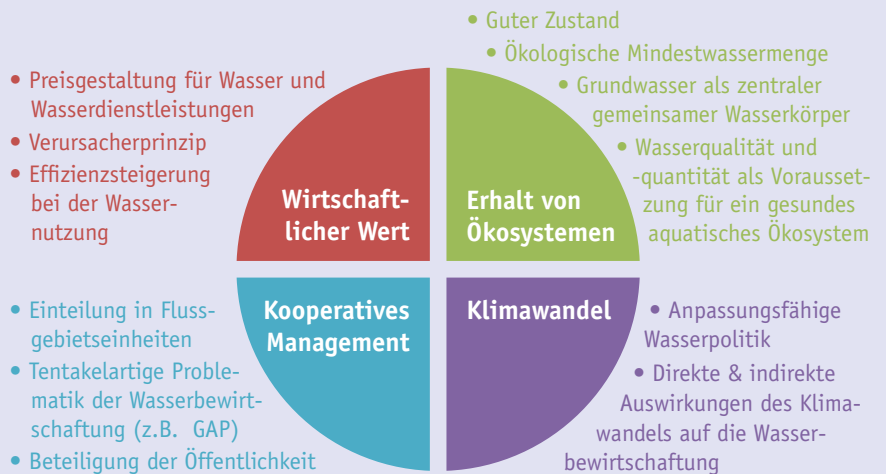 • Preisgestaltung für Wasser und
Wasserdienstleistungen
• Verursacherprinzip
• Effizienzsteigerung
bei der Wasser-
nutzung
Wirtschaft-
licher Wert
• Guter Zustand
• Ökologische Mindestwassermenge
• Grundwasser als zentraler
gemeinsamer Wasserkörper
• Wasserqualität und
-quantität als Vorausset-
zung für ein gesundes
aquatisches Ökosystem
Erhalt von
Ökosystemen
• Einteilung in Fluss-
gebietseinheiten
• Tentakelartige Proble-
matik der Wasserbewirt-
schaftung (z.B. GAP)
• Beteiligung der Öffentlichkeit
Kooperatives
Management
Klimawandel
• Anpassungsfähige
Wasserpolitik
• Direkte & indirekte
Auswirkungen des Klima-
wandels auf die Wasser-
bewirtschaftung